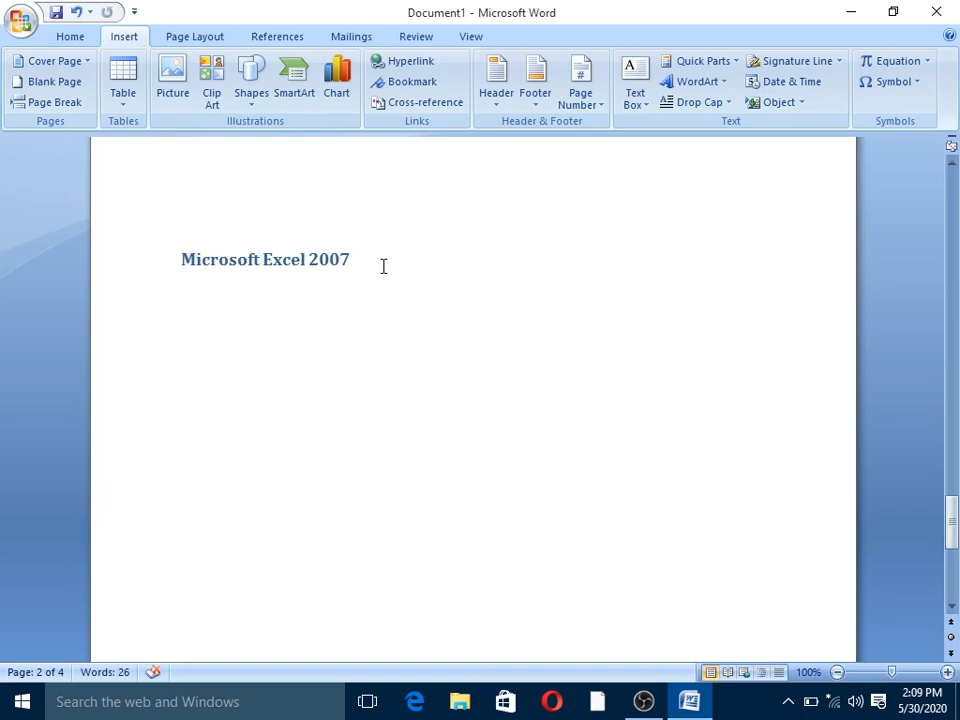 Document1 - Microsoft Word
Home Insert Page Layout References Mailings Review View
Cover Page
Blank Page
Page Break
Pages
Table
Tables
Picture
Clip Art
Shapes
SmartArt
Chart
Illustrations
Hyperlink
Bookmark
Cross-reference
Links
Header
Footer
Page Number
Header & Footer
Text Box
Quick Parts
WordArt
Drop Cap
Signature Line
Date & Time
Object
Text
Equation
Symbol
Symbols
Microsoft Excel 2007
Page: 2 of 4 Words: 26 100%
Search the web and Windows
2:09 PM
5/30/2020